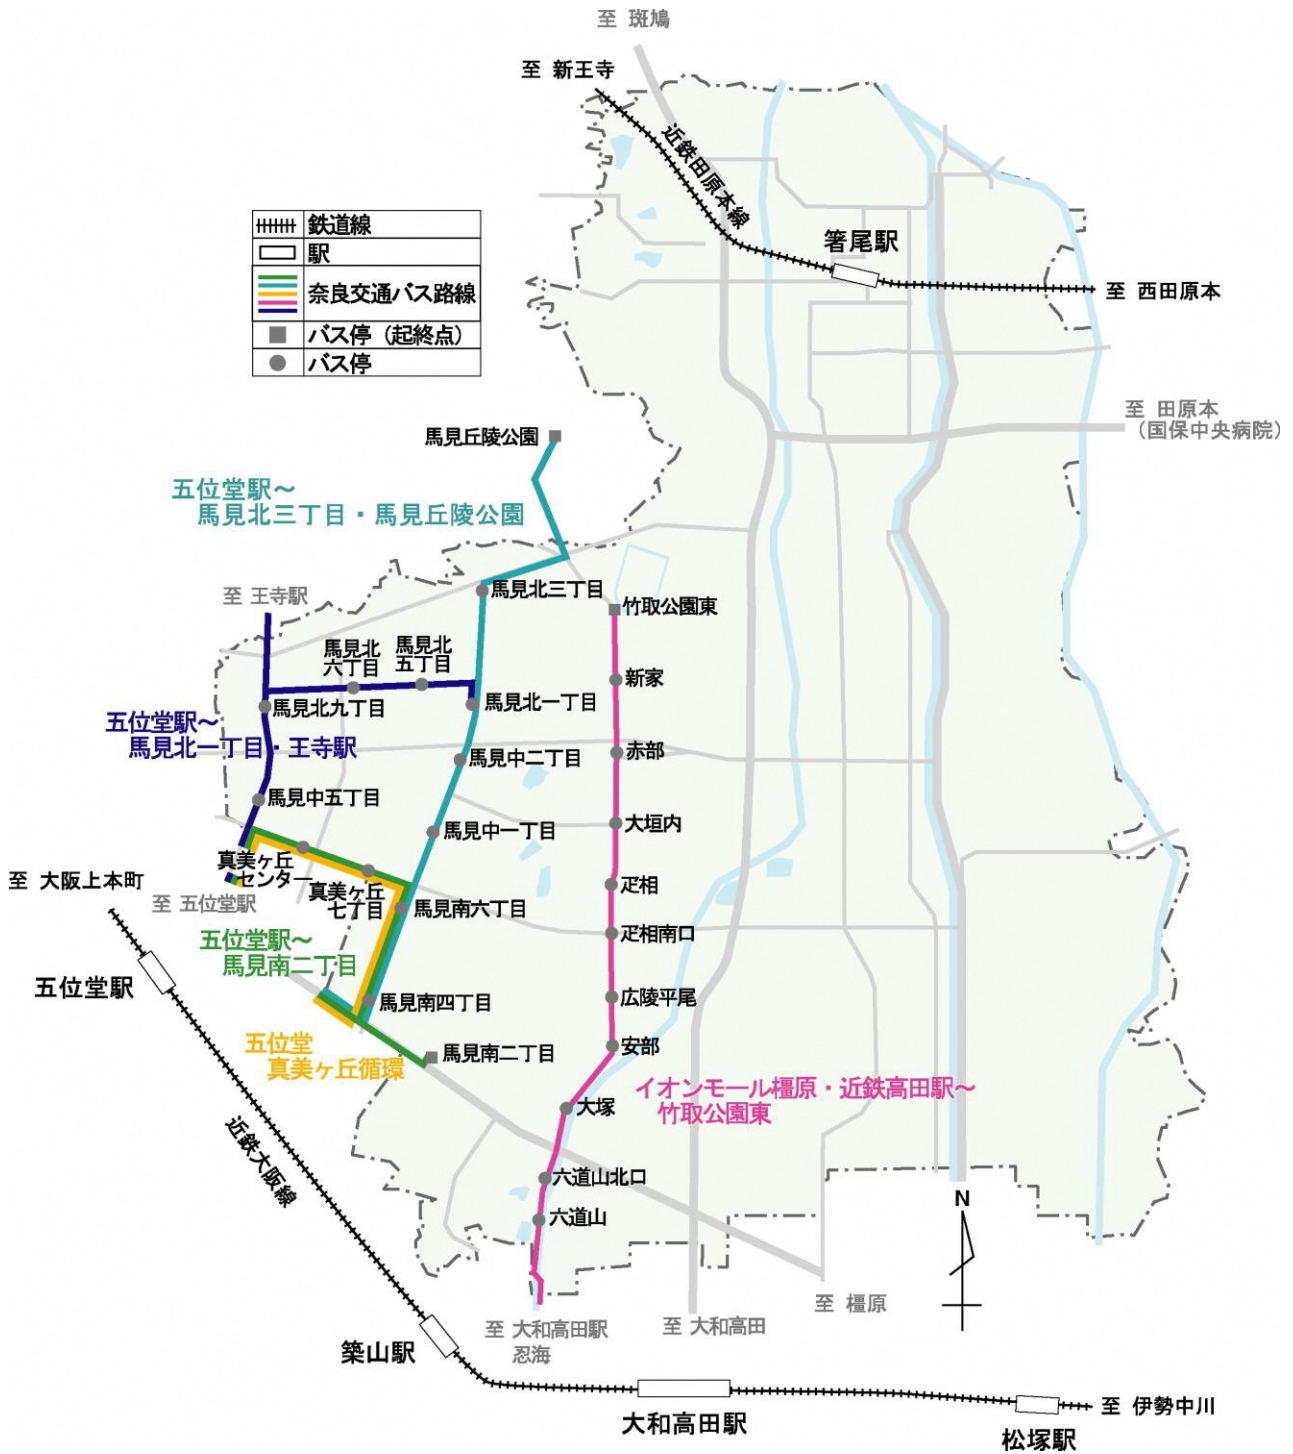 至 斑鳩
至 新王寺
近鉄田原本線
箸尾駅
至 西田原本
鉄道線
駅
奈良交通バス路線
バス停（起終点）
バス停
至 田原本
（国保中央病院）
馬見丘陵公園
五位堂駅～
馬見北三丁目・馬見丘陵公園
至 王寺駅
馬見北三丁目
竹取公園東
馬見北
六丁目
馬見北
五丁目
新家
馬見北九丁目
馬見北一丁目
五位堂駅～
馬見北一丁目・王寺駅
赤部
馬見中二丁目
馬見中五丁目
大垣内
馬見中一丁目
真美ヶ丘
センター
至 大阪上本町
疋相
真美ヶ丘
七丁目
至 五位堂駅
馬見南六丁目
五位堂駅～
馬見南二丁目
疋相南口
五位堂駅
馬見南四丁目
広陵平尾
五位堂
真美ヶ丘循環
馬見南二丁目
安部
イオンモール橿原・近鉄高田駅～
竹取公園東
大塚
近鉄大阪線
六道山北口
六道山
N
至 橿原
至 大和高田駅
忍海
至 大和高田
築山駅
大和高田駅
至 伊勢中川
松塚駅